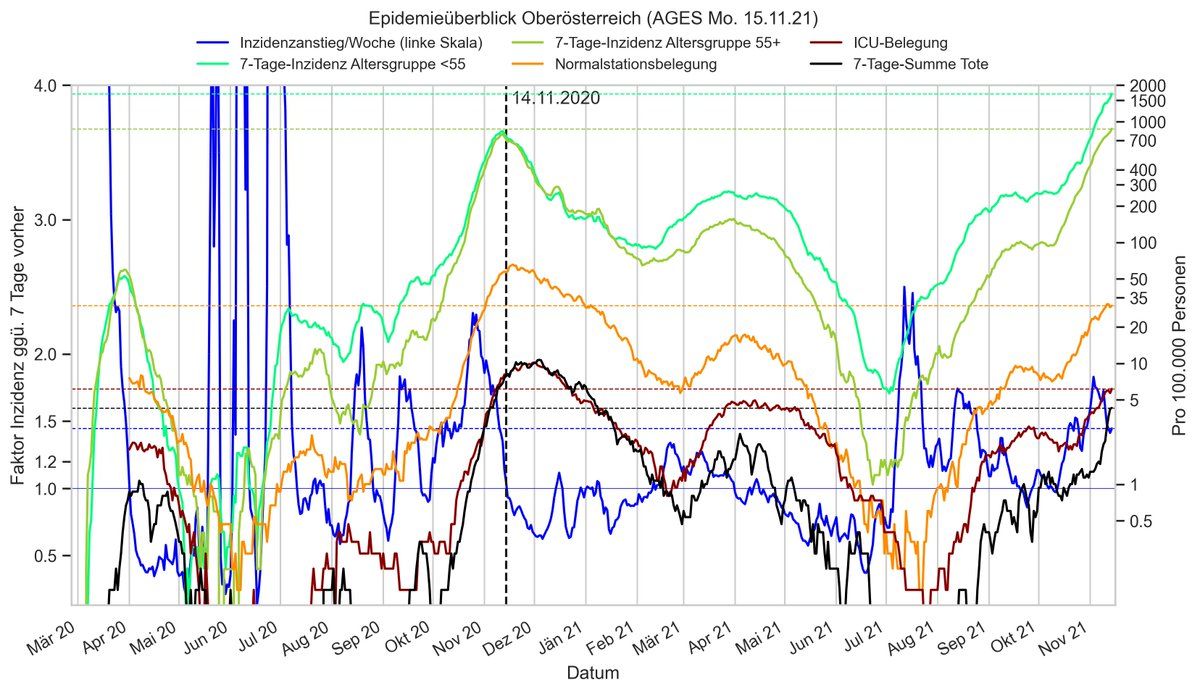 Epidemieüberblick Oberösterreich (AGES Mo. 15.11.21)
Inzidenzanstieg/Woche (linke Skala)
7-Tage-Inzidenz Altersgruppe <55
7-Tage-Inzidenz Altersgruppe 55+
Normalstationsbelegung
ICU-Belegung
7-Tage-Summe Tote
14.11.2020
Faktor Inzidenz ggü. 7 Tage vorher
4.0
3.0
2.0
1.5
1.2
1.0
0.5
2000
1500
1000
700
400
300
200
100
50
35
20
10
5
1
0.5
Pro 100.000 Personen
Mär 20
Apr 20
Mai 20
Jun 20
Jul 20
Aug 20
Sep 20
Okt 20
Nov 20
Dez 20
Jän 21
Feb 21
Mär 21
Apr 21
Mai 21
Jun 21
Jul 21
Aug 21
Sep 21
Okt 21
Nov 21
Datum